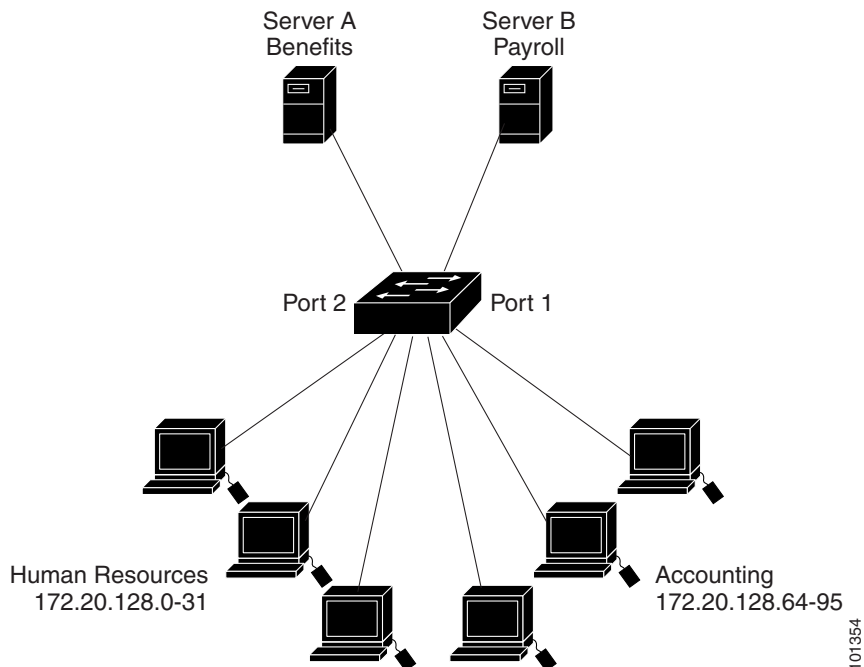 Server A
Benefits
Server B
Payroll
Port 2
Port 1
Human Resources
172.20.128.0-31
Accounting
172.20.128.64-95
101354